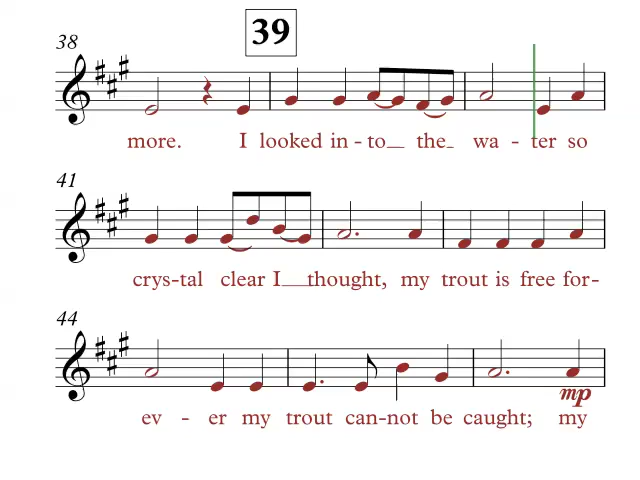 39
38
more. I looked in - to the wa - ter so
41
crys-tal clear I thought, my trout is free for-
44
mp
ev - er my trout can-not be caught; my